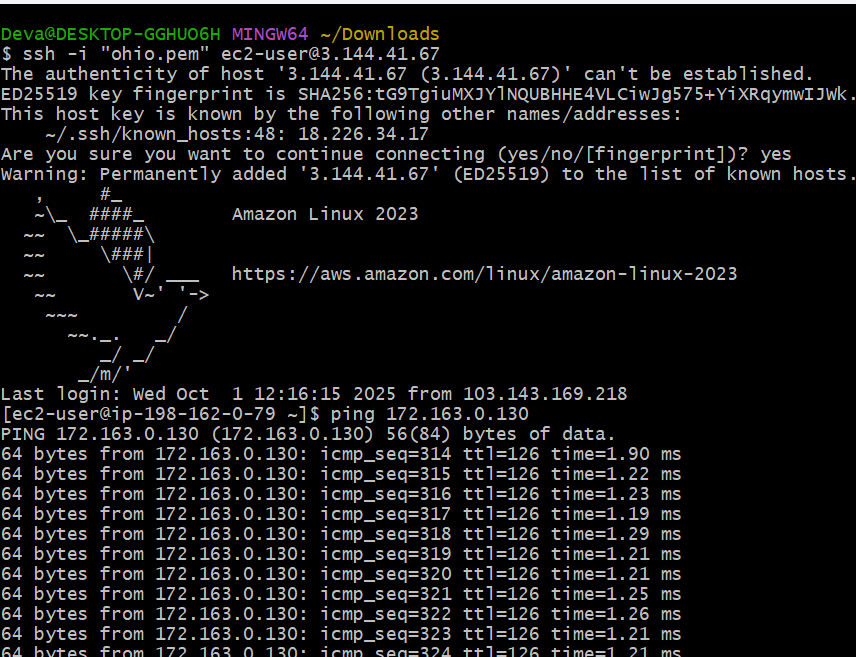 Deva@DESKTOP-GGHUO6H MINGW64 ~/Downloads
$ ssh -i "ohio.pem" ec2-user@3.144.41.67
The authenticity of host '3.144.41.67 (3.144.41.67)' can't be established.
ED25519 key fingerprint is SHA256:tG9TgiuMXJYlNQUBHHE4VLCiwJg575+YiXRqymwIJWk.
This host key is known by the following other names/addresses:
    ~/.ssh/known_hosts:48: 18.226.34.17
Are you sure you want to continue connecting (yes/no/[fingerprint])? yes
Warning: Permanently added '3.144.41.67' (ED25519) to the list of known hosts.
   ,     #_
   ~\_  ####_        Amazon Linux 2023
  ~~  \_#####\
  ~~     \###|
  ~~       \#/ ___   https://aws.amazon.com/linux/amazon-linux-2023
   ~~       V~' '->
    ~~~         /
      ~~._.   _/
         _/ _/
       _/m/'
Last login: Wed Oct  1 12:16:15 2025 from 103.143.169.218
[ec2-user@ip-198-162-0-79 ~]$ ping 172.163.0.130
PING 172.163.0.130 (172.163.0.130) 56(84) bytes of data.
64 bytes from 172.163.0.130: icmp_seq=314 ttl=126 time=1.90 ms
64 bytes from 172.163.0.130: icmp_seq=315 ttl=126 time=1.22 ms
64 bytes from 172.163.0.130: icmp_seq=316 ttl=126 time=1.23 ms
64 bytes from 172.163.0.130: icmp_seq=317 ttl=126 time=1.19 ms
64 bytes from 172.163.0.130: icmp_seq=318 ttl=126 time=1.29 ms
64 bytes from 172.163.0.130: icmp_seq=319 ttl=126 time=1.21 ms
64 bytes from 172.163.0.130: icmp_seq=320 ttl=126 time=1.21 ms
64 bytes from 172.163.0.130: icmp_seq=321 ttl=126 time=1.25 ms
64 bytes from 172.163.0.130: icmp_seq=322 ttl=126 time=1.26 ms
64 bytes from 172.163.0.130: icmp_seq=323 ttl=126 time=1.21 ms
64 bytes from 172.163.0.130: icmp_seq=324 ttl=126 time=1.21 ms